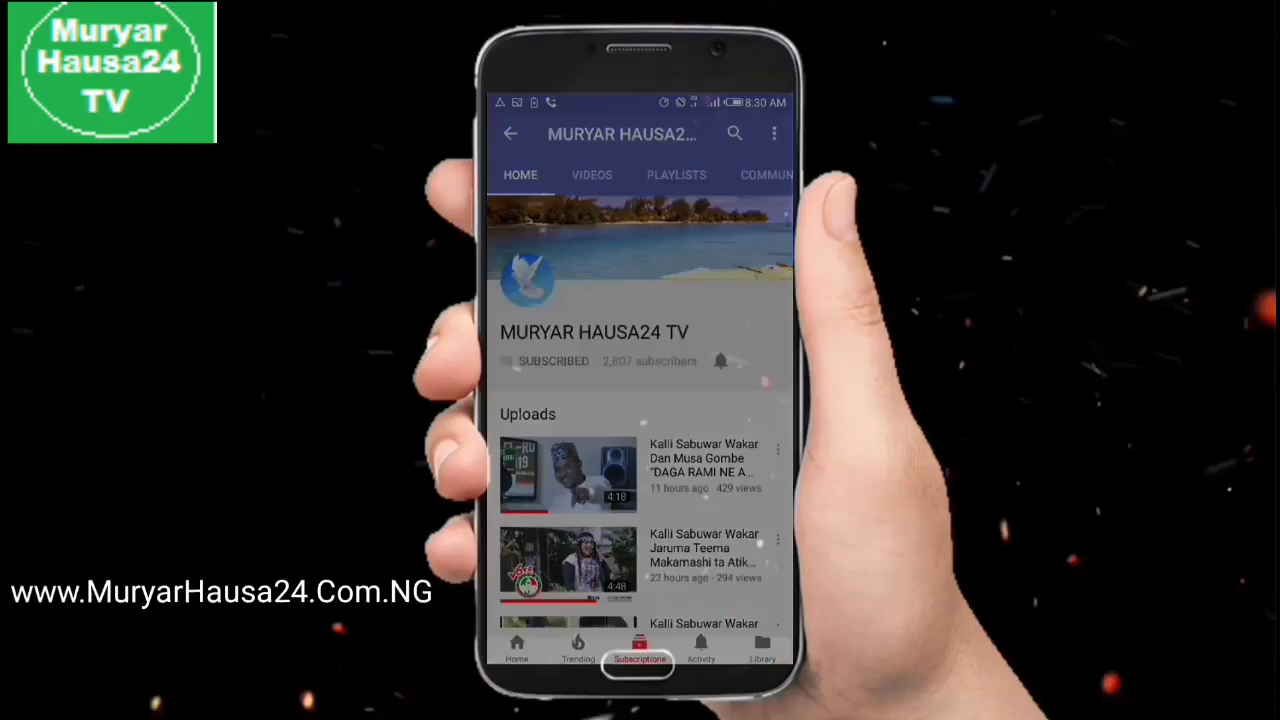 Muryar
Hausa24
TV
8:30 AM
MURYAR HAUSA2...
HOME VIDEOS PLAYLISTS COMMUN
MURYAR HAUSA24 TV
SUBSCRIBED 2,807 subscribers
Uploads
Kalli Sabuwar Wakar
Dan Musa Gombe
"DAGA RAMI NE A...
11 hours ago · 429 views
19
4:18
Kalli Sabuwar Wakar
Jaruma Teema
Makamashi ta Atik...
22 hours ago · 294 views
VOTE
4:48
Kalli Sabuwar Wakar
Home Trending Subscriptions Activity Library
www.MuryarHausa24.Com.NG